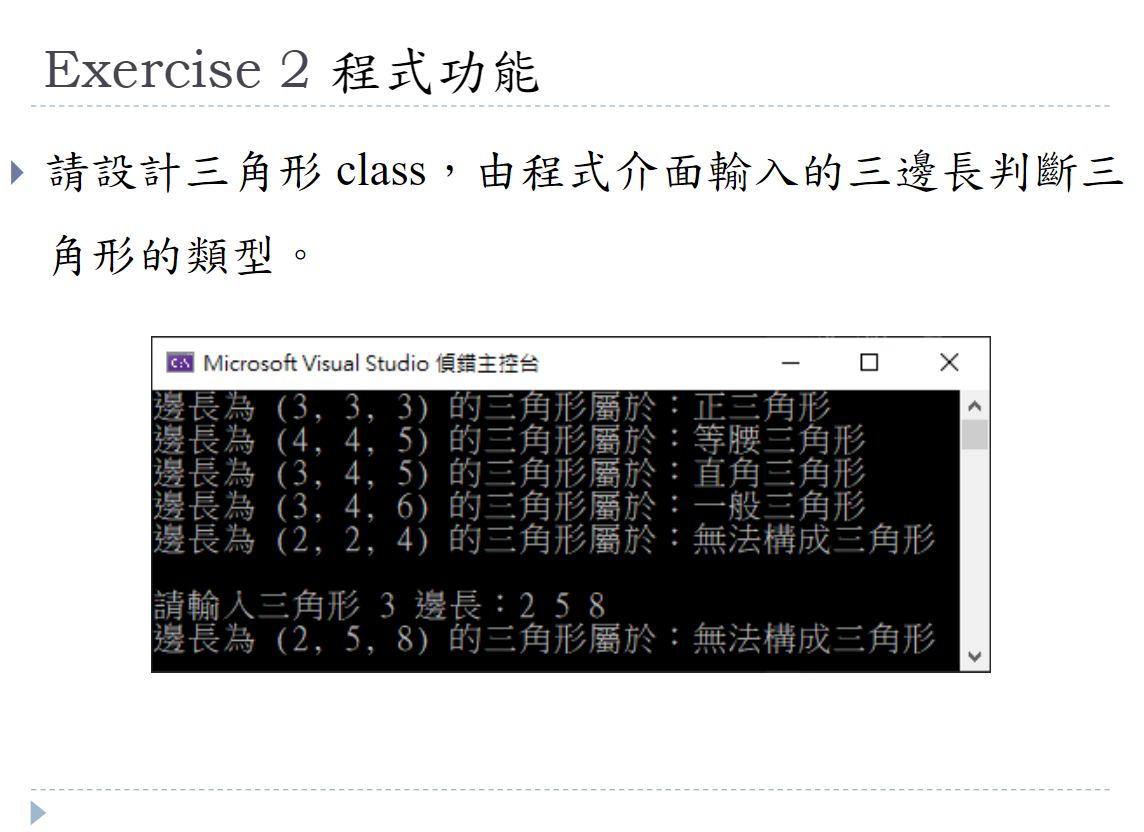 Exercise 2 程式功能
請設計三角形 class，由程式介面輸入的三邊長判斷三
角形的類型。
Microsoft Visual Studio 偵錯主控台
邊長為 (3, 3, 3) 的三角形屬於：正三角形
邊長為 (4, 4, 5) 的三角形屬於：等腰三角形
邊長為 (3, 4, 5) 的三角形屬於：直角三角形
邊長為 (3, 4, 6) 的三角形屬於：一般三角形
邊長為 (2, 2, 4) 的三角形屬於：無法構成三角形
請輸入三角形 3 邊長：2 5 8
邊長為 (2, 5, 8) 的三角形屬於：無法構成三角形